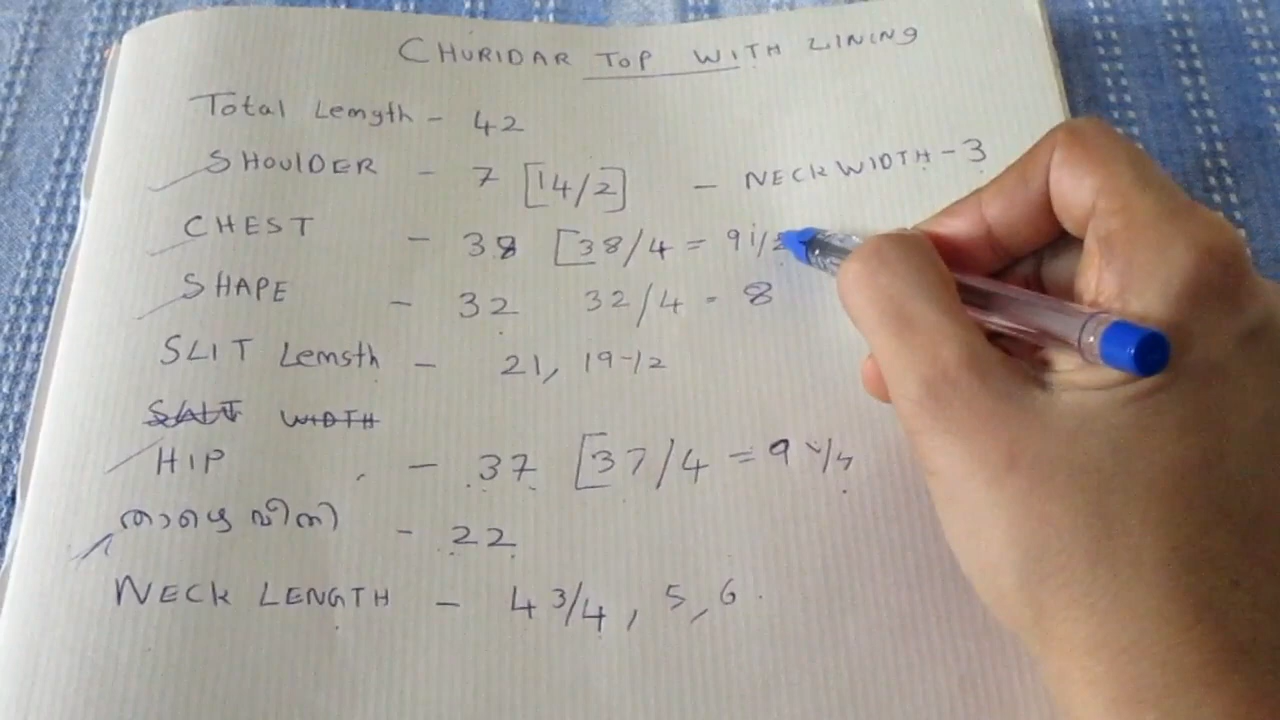 CHURIDAR TOP WITH LINING
Total Length - 42
SHOULDER - 7 [14/2] - NECK WIDTH - 3
CHEST - 38 [38/4 = 9 1/2
SHAPE - 32 32/4 - 8
SLIT Length - 21, 19-12
SLIT WIDTH
HIP - 37 [37/4 = 9 1/4
താഴെ വീതി - 22
NECK LENGTH - 4 3/4, 5, 6.